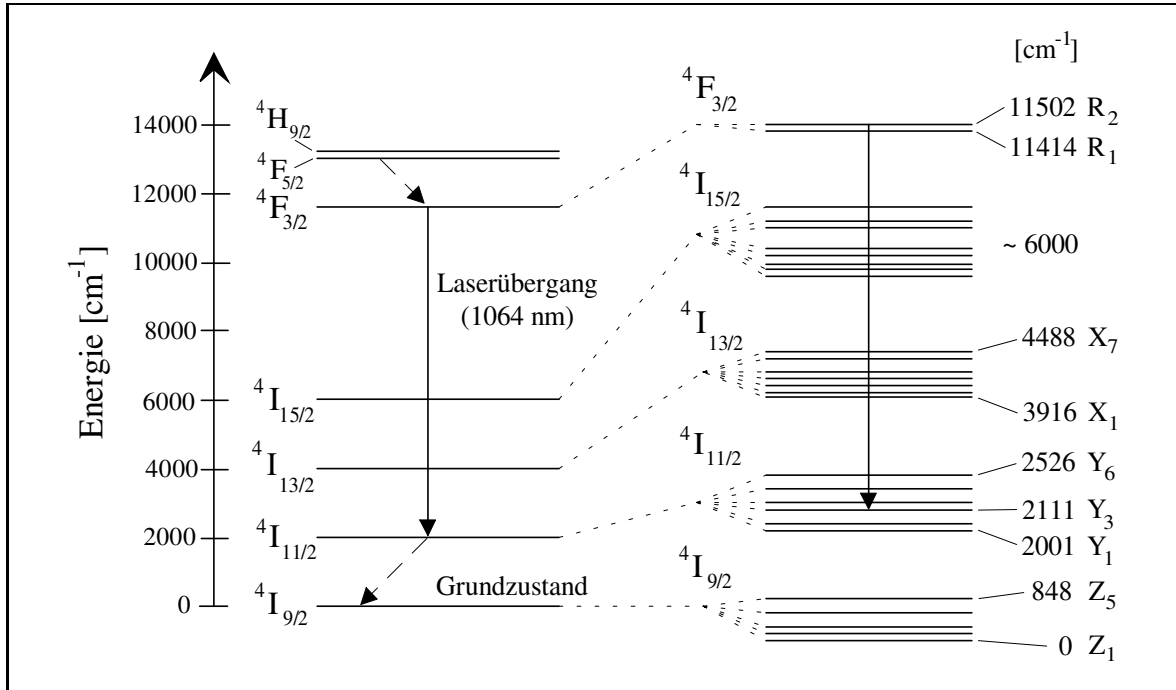 [cm⁻¹]
Energie [cm⁻¹]
14000
12000
10000
8000
6000
4000
2000
0
⁴H₉/₂
⁴F₅/₂
⁴F₃/₂
⁴I₁₅/₂
⁴I₁₃/₂
⁴I₁₁/₂
⁴I₉/₂
Laserübergang
(1064 nm)
Grundzustand
⁴F₃/₂
⁴I₁₅/₂
⁴I₁₃/₂
⁴I₁₁/₂
⁴I₉/₂
11502 R₂
11414 R₁
~ 6000
4488 X₇
3916 X₁
2526 Y₆
2111 Y₃
2001 Y₁
848 Z₅
0 Z₁